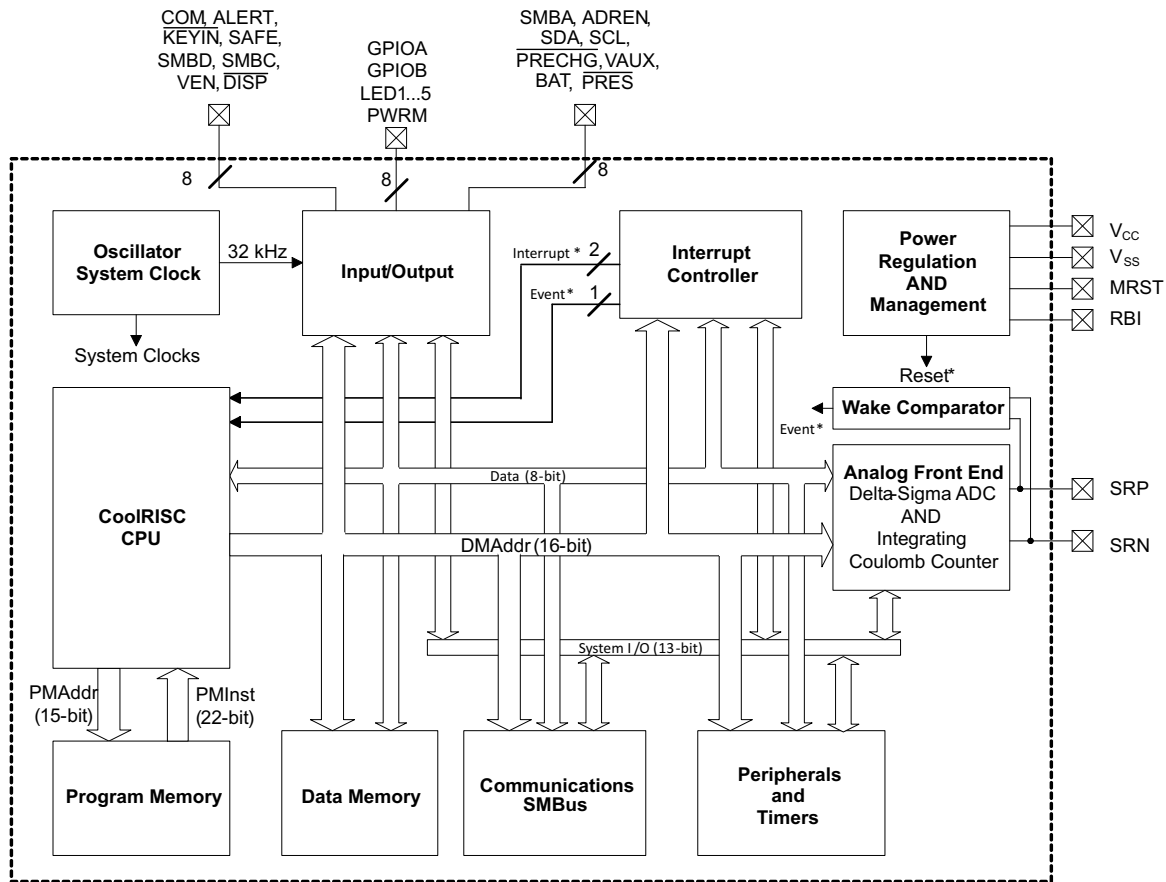 COM, ALERT,
KEYIN, SAFE,
SMBD, SMBC,
VEN, DISP
GPIOA
GPIOB
LED1...5
PWRM
SMBA, ADREN,
SDA, SCL,
PRECHG, VAUX,
BAT, PRES
8
8
8
Oscillator
System Clock
32 kHz
Input/Output
Interrupt *
2
Event*
1
Interrupt
Controller
Power
Regulation
AND
Management
VCC
VSS
MRST
RBI
System Clocks
Reset*
Wake Comparator
Event*
CoolRISC
CPU
Data (8-bit)
DMAddr (16-bit)
Analog Front End
Delta-Sigma ADC
AND
Integrating
Coulomb Counter
SRP
SRN
System I/O (13-bit)
PMAddr
(15-bit)
PMInst
(22-bit)
Program Memory
Data Memory
Communications
SMBus
Peripherals
and
Timers